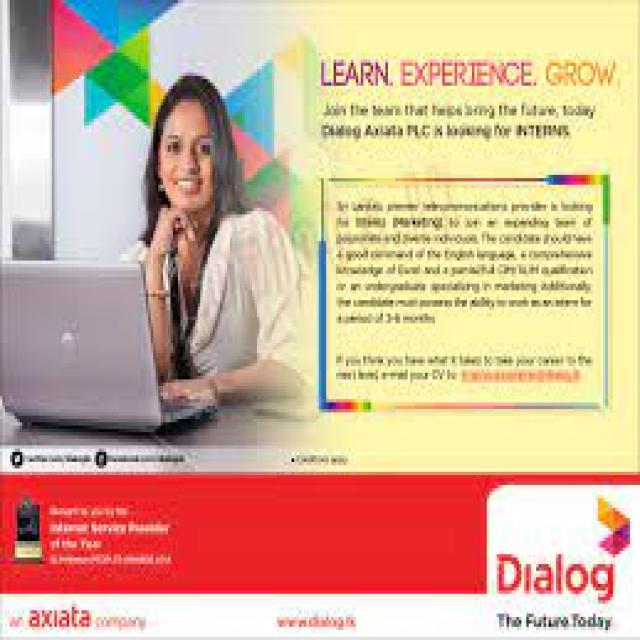 LEARN. EXPERIENCE. GROW.
Join the team that helps bring the future, today
Dialog Axiata PLC is looking for INTERNS.
Sri Lanka's premier telecommunications provider is looking
for Interns (Marketing) to join an expanding team of
passionate and diverse individuals. The candidate should have
a good command of the English language, a comprehensive
knowledge of Excel and a partial/full CIM/SLIM qualification
or an undergraduate specializing in marketing. Additionally,
the candidate must possess the ability to work as an intern for
a period of 3-6 months
If you think you have what it takes to take your career to the
next level, e-mail your CV to
Brought to you by the
Internet Service Provider
of the Year
Dialog
The Future.Today.
an axiata company
www.dialog.lk